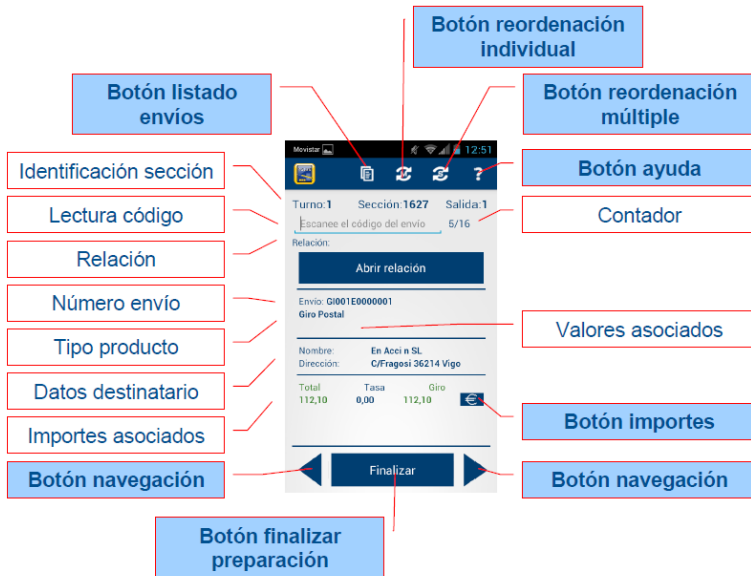 Botón reordenación
individual
Botón listado
envíos
Botón reordenación
múltiple
Movistar
12:51
Identificación sección
Botón ayuda
?
Turno:1 Sección:1627 Salida:1
Lectura código
Escanee el código del envío 5/16
Contador
Relación:
Relación
Abrir relación
Número envío
Envío: GI001E0000001
Giro Postal
Valores asociados
Tipo producto
Nombre: En Acci n SL
Dirección: C/Fragosi 36214 Vigo
Datos destinatario
Total Tasa Giro
112,10 0,00 112,10 €
Importes asociados
Botón importes
Botón navegación
Finalizar
Botón navegación
Botón finalizar
preparación